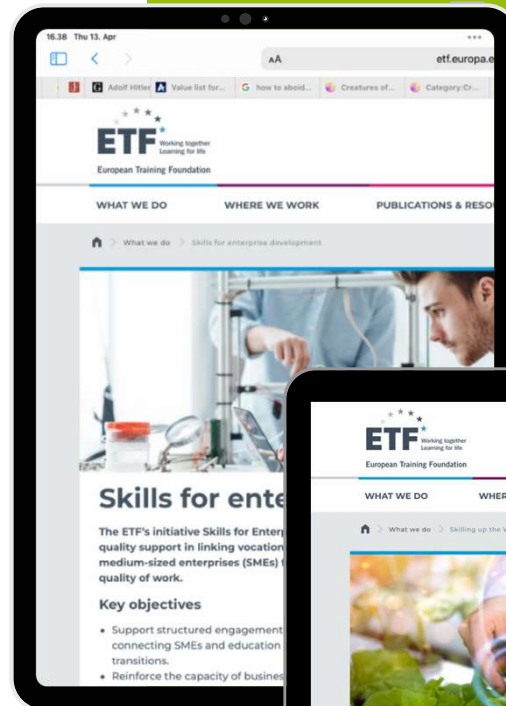 16.38 Thu 13. Apr
AA
etf.europa.e
Adolf Hitler
Value list for...
how to aboid...
Creatures of...
Category:Cr...
ETF
Working together
Learning for life
European Training Foundation
WHAT WE DO WHERE WE WORK PUBLICATIONS & RESO
What we do > Skills for enterprise development
Skills for ente
The ETF's initiative Skills for Enterp
quality support in linking vocation
medium-sized enterprises (SMEs)
quality of work.
Key objectives
• Support structured engagement
connecting SMEs and education
transitions.
• Reinforce the capacity of busines
ETF
Working together
Learning for life
European Training Foundation
WHAT WE DO WHER
What we do > Skilling up the